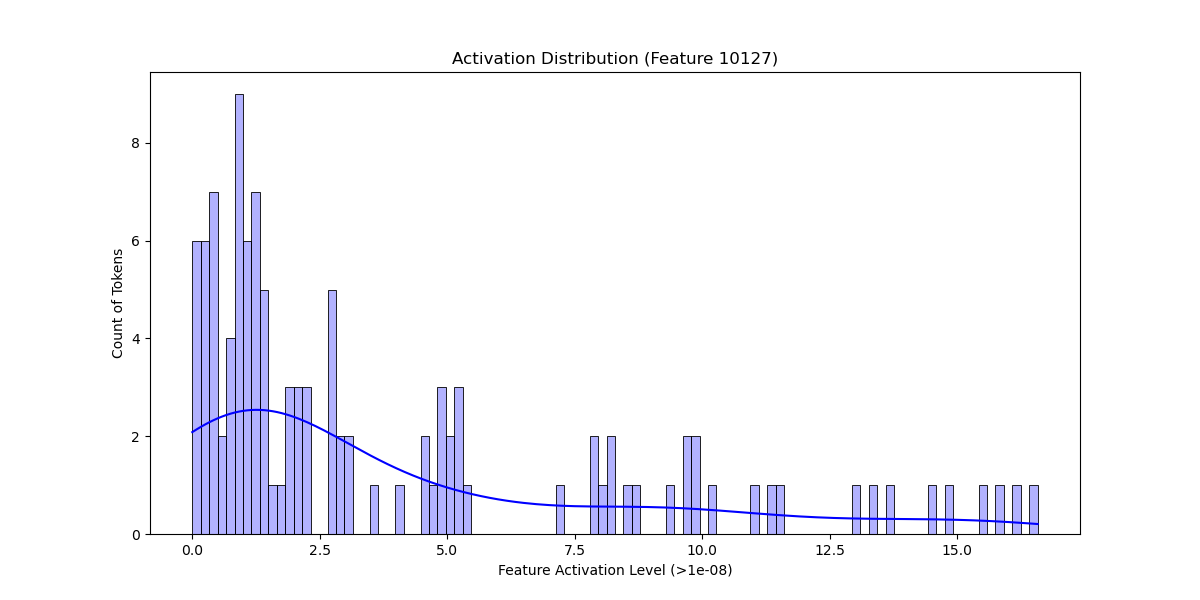 Activation Distribution (Feature 10127)
Count of Tokens
8
6
4
2
0
0.0 2.5 5.0 7.5 10.0 12.5 15.0
Feature Activation Level (>1e-08)